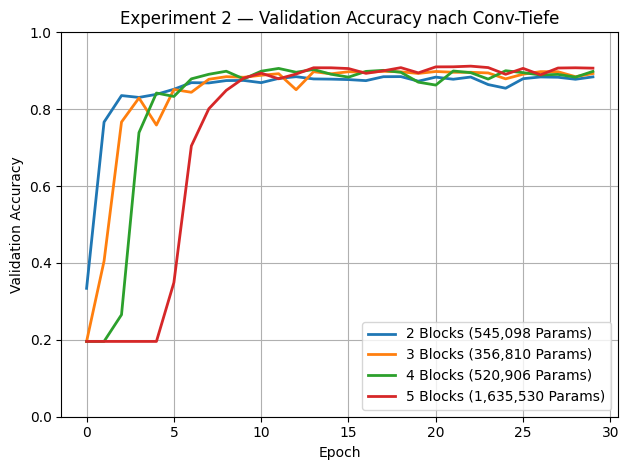 Experiment 2 — Validation Accuracy nach Conv-Tiefe
Validation Accuracy
1.0
0.8
0.6
0.4
0.2
0.0
2 Blocks (545,098 Params)
3 Blocks (356,810 Params)
4 Blocks (520,906 Params)
5 Blocks (1,635,530 Params)
0 5 10 15 20 25 30
Epoch